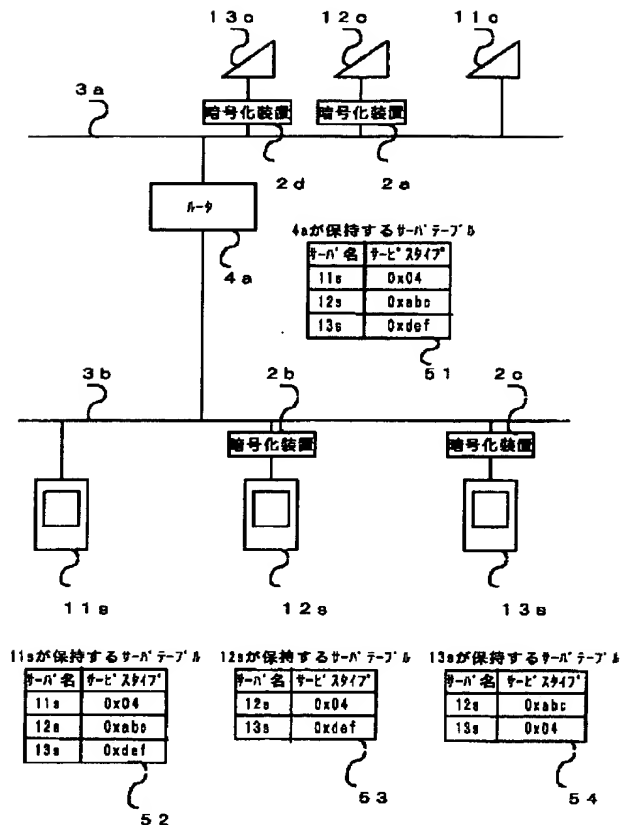 13c 12c 11c
3a
暗号化装置 暗号化装置
2d 2a
ルータ
4a
4aが保持するサーバテーブル
サーバ名 サービスタイプ
11s 0x04
12s 0xabc
13s 0xdef
51
3b 2b 2c
暗号化装置 暗号化装置
11s 12s 13s
11sが保持するサーバテーブル
サーバ名 サービスタイプ
11s 0x04
12s 0xabc
13s 0xdef
52
12sが保持するサーバテーブル
サーバ名 サービスタイプ
12s 0x04
13s 0xdef
53
13sが保持するサーバテーブル
サーバ名 サービスタイプ
12s 0xabc
13s 0x04
54